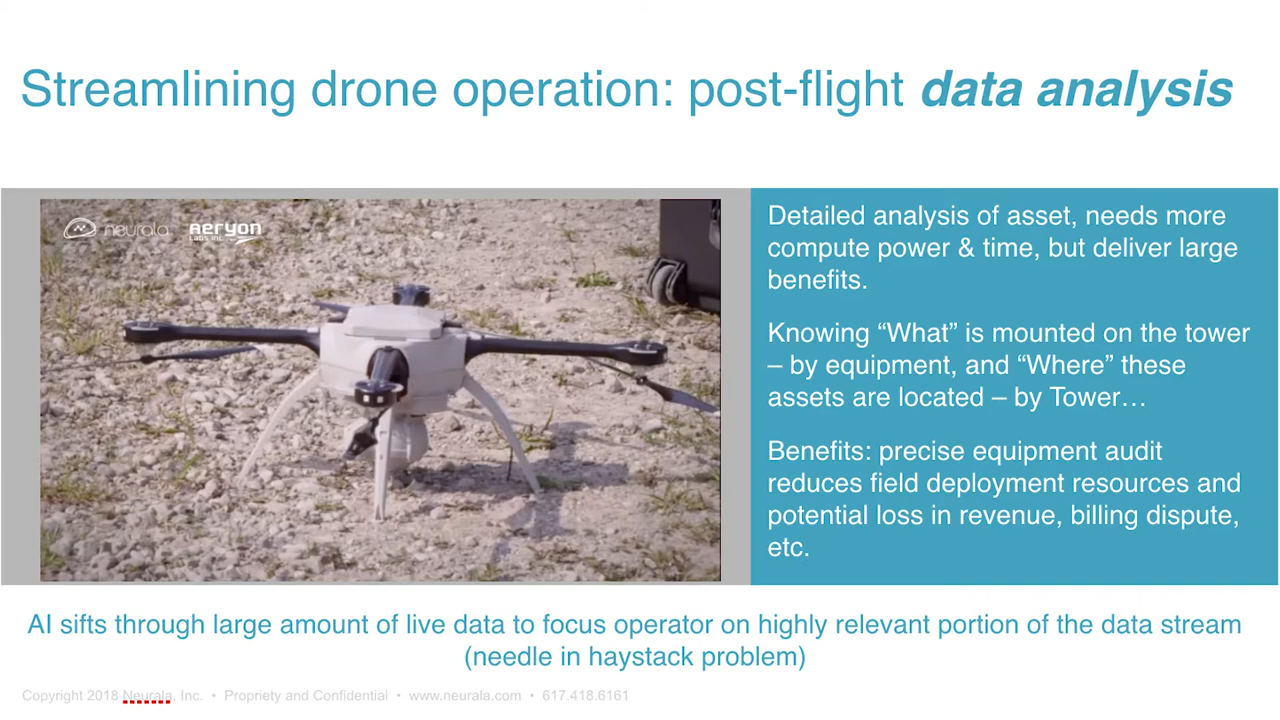 Streamlining drone operation: post-flight data analysis
neurala
aeryon
Labs inc.
Detailed analysis of asset, needs more
compute power & time, but deliver large
benefits.
Knowing “What” is mounted on the tower
– by equipment, and “Where” these
assets are located – by Tower…
Benefits: precise equipment audit
reduces field deployment resources and
potential loss in revenue, billing dispute,
etc.
AI sifts through large amount of live data to focus operator on highly relevant portion of the data stream
(needle in haystack problem)
Copyright 2018 Neurala, Inc. • Propriety and Confidential • www.neurala.com • 617.418.6161